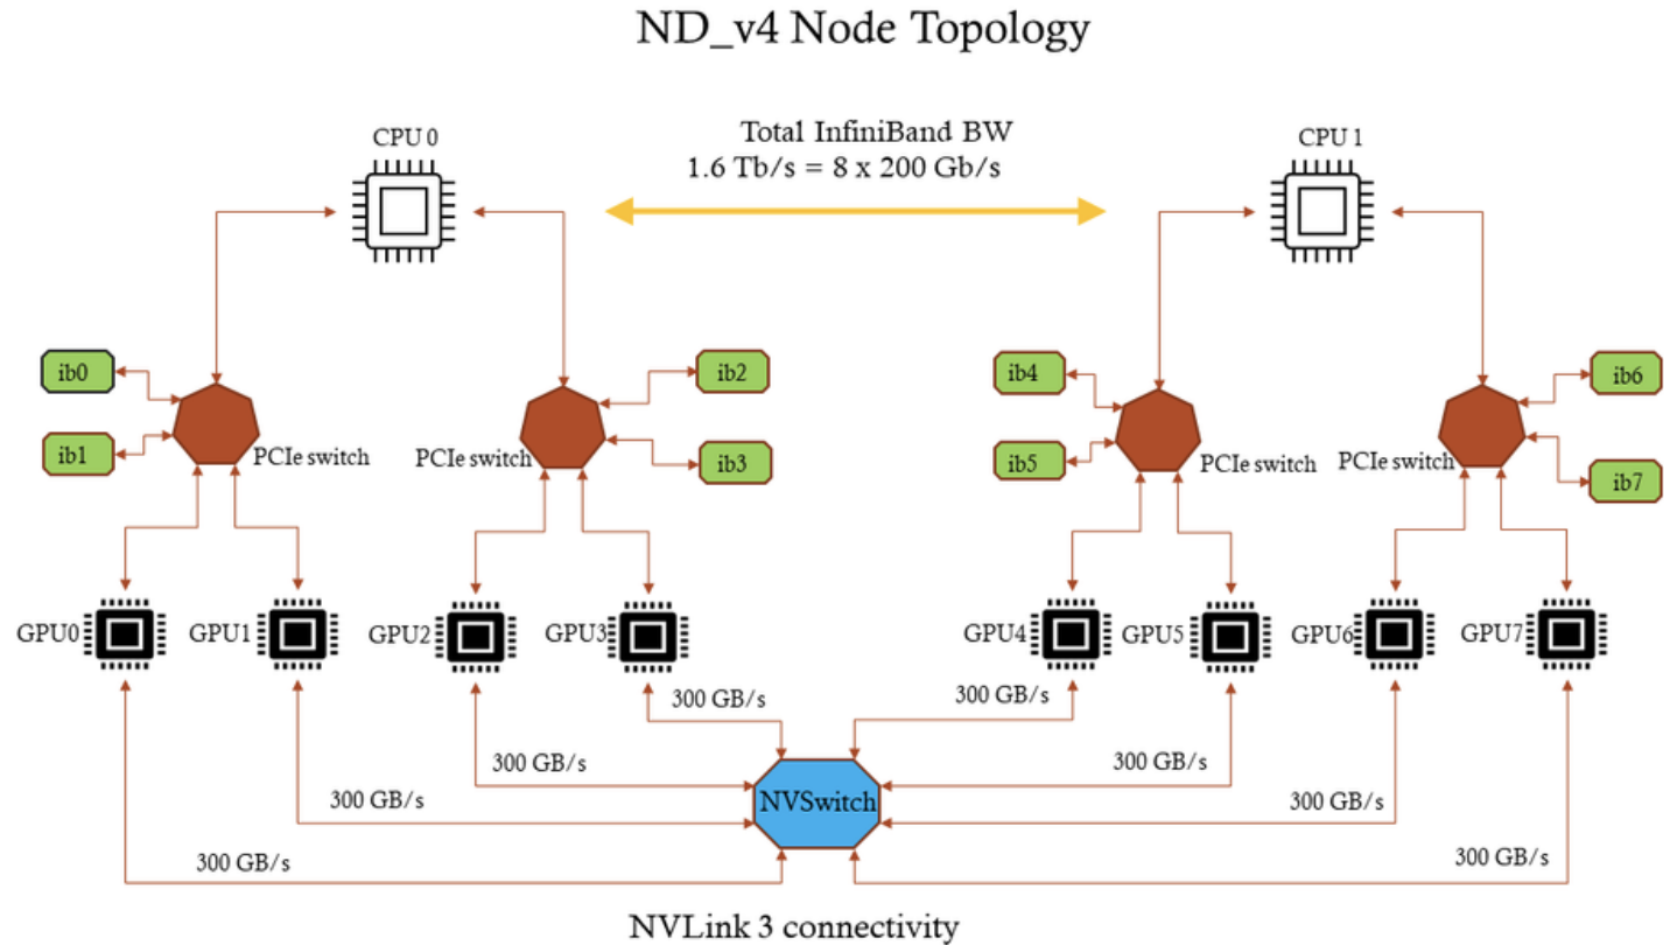 ND_v4 Node Topology
CPU 0
Total InfiniBand BW
1.6 Tb/s = 8 x 200 Gb/s
CPU 1
ib0
ib2
ib4
ib6
ib1
PCIe switch
PCIe switch
ib3
ib5
PCIe switch
PCIe switch
ib7
GPU0
GPU1
GPU2
GPU3
GPU4
GPU5
GPU6
GPU7
300 GB/s
300 GB/s
300 GB/s
300 GB/s
300 GB/s
NVSwitch
300 GB/s
300 GB/s
300 GB/s
NVLink 3 connectivity